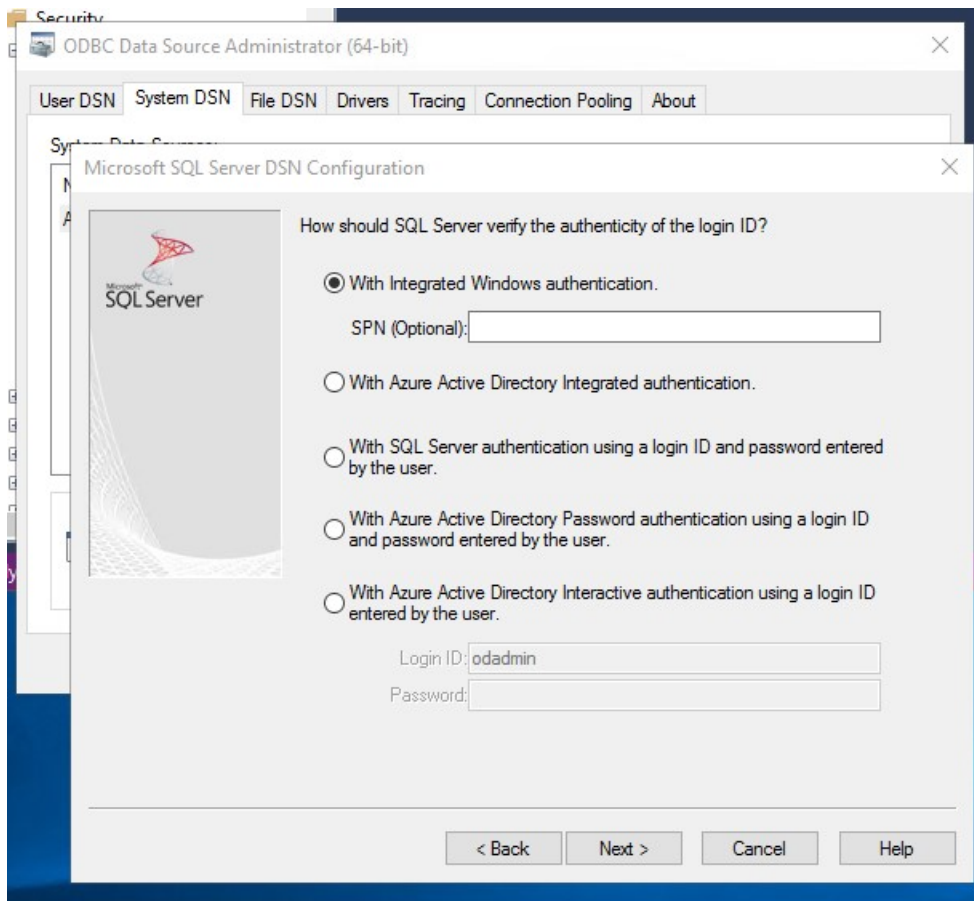 Security
ODBC Data Source Administrator (64-bit)
User DSN System DSN File DSN Drivers Tracing Connection Pooling About
Microsoft SQL Server DSN Configuration
How should SQL Server verify the authenticity of the login ID?
Microsoft
SQL Server
With Integrated Windows authentication.
SPN (Optional):
With Azure Active Directory Integrated authentication.
With SQL Server authentication using a login ID and password entered
by the user.
With Azure Active Directory Password authentication using a login ID
and password entered by the user.
With Azure Active Directory Interactive authentication using a login ID
entered by the user.
Login ID: odadmin
Password:
< Back Next > Cancel Help